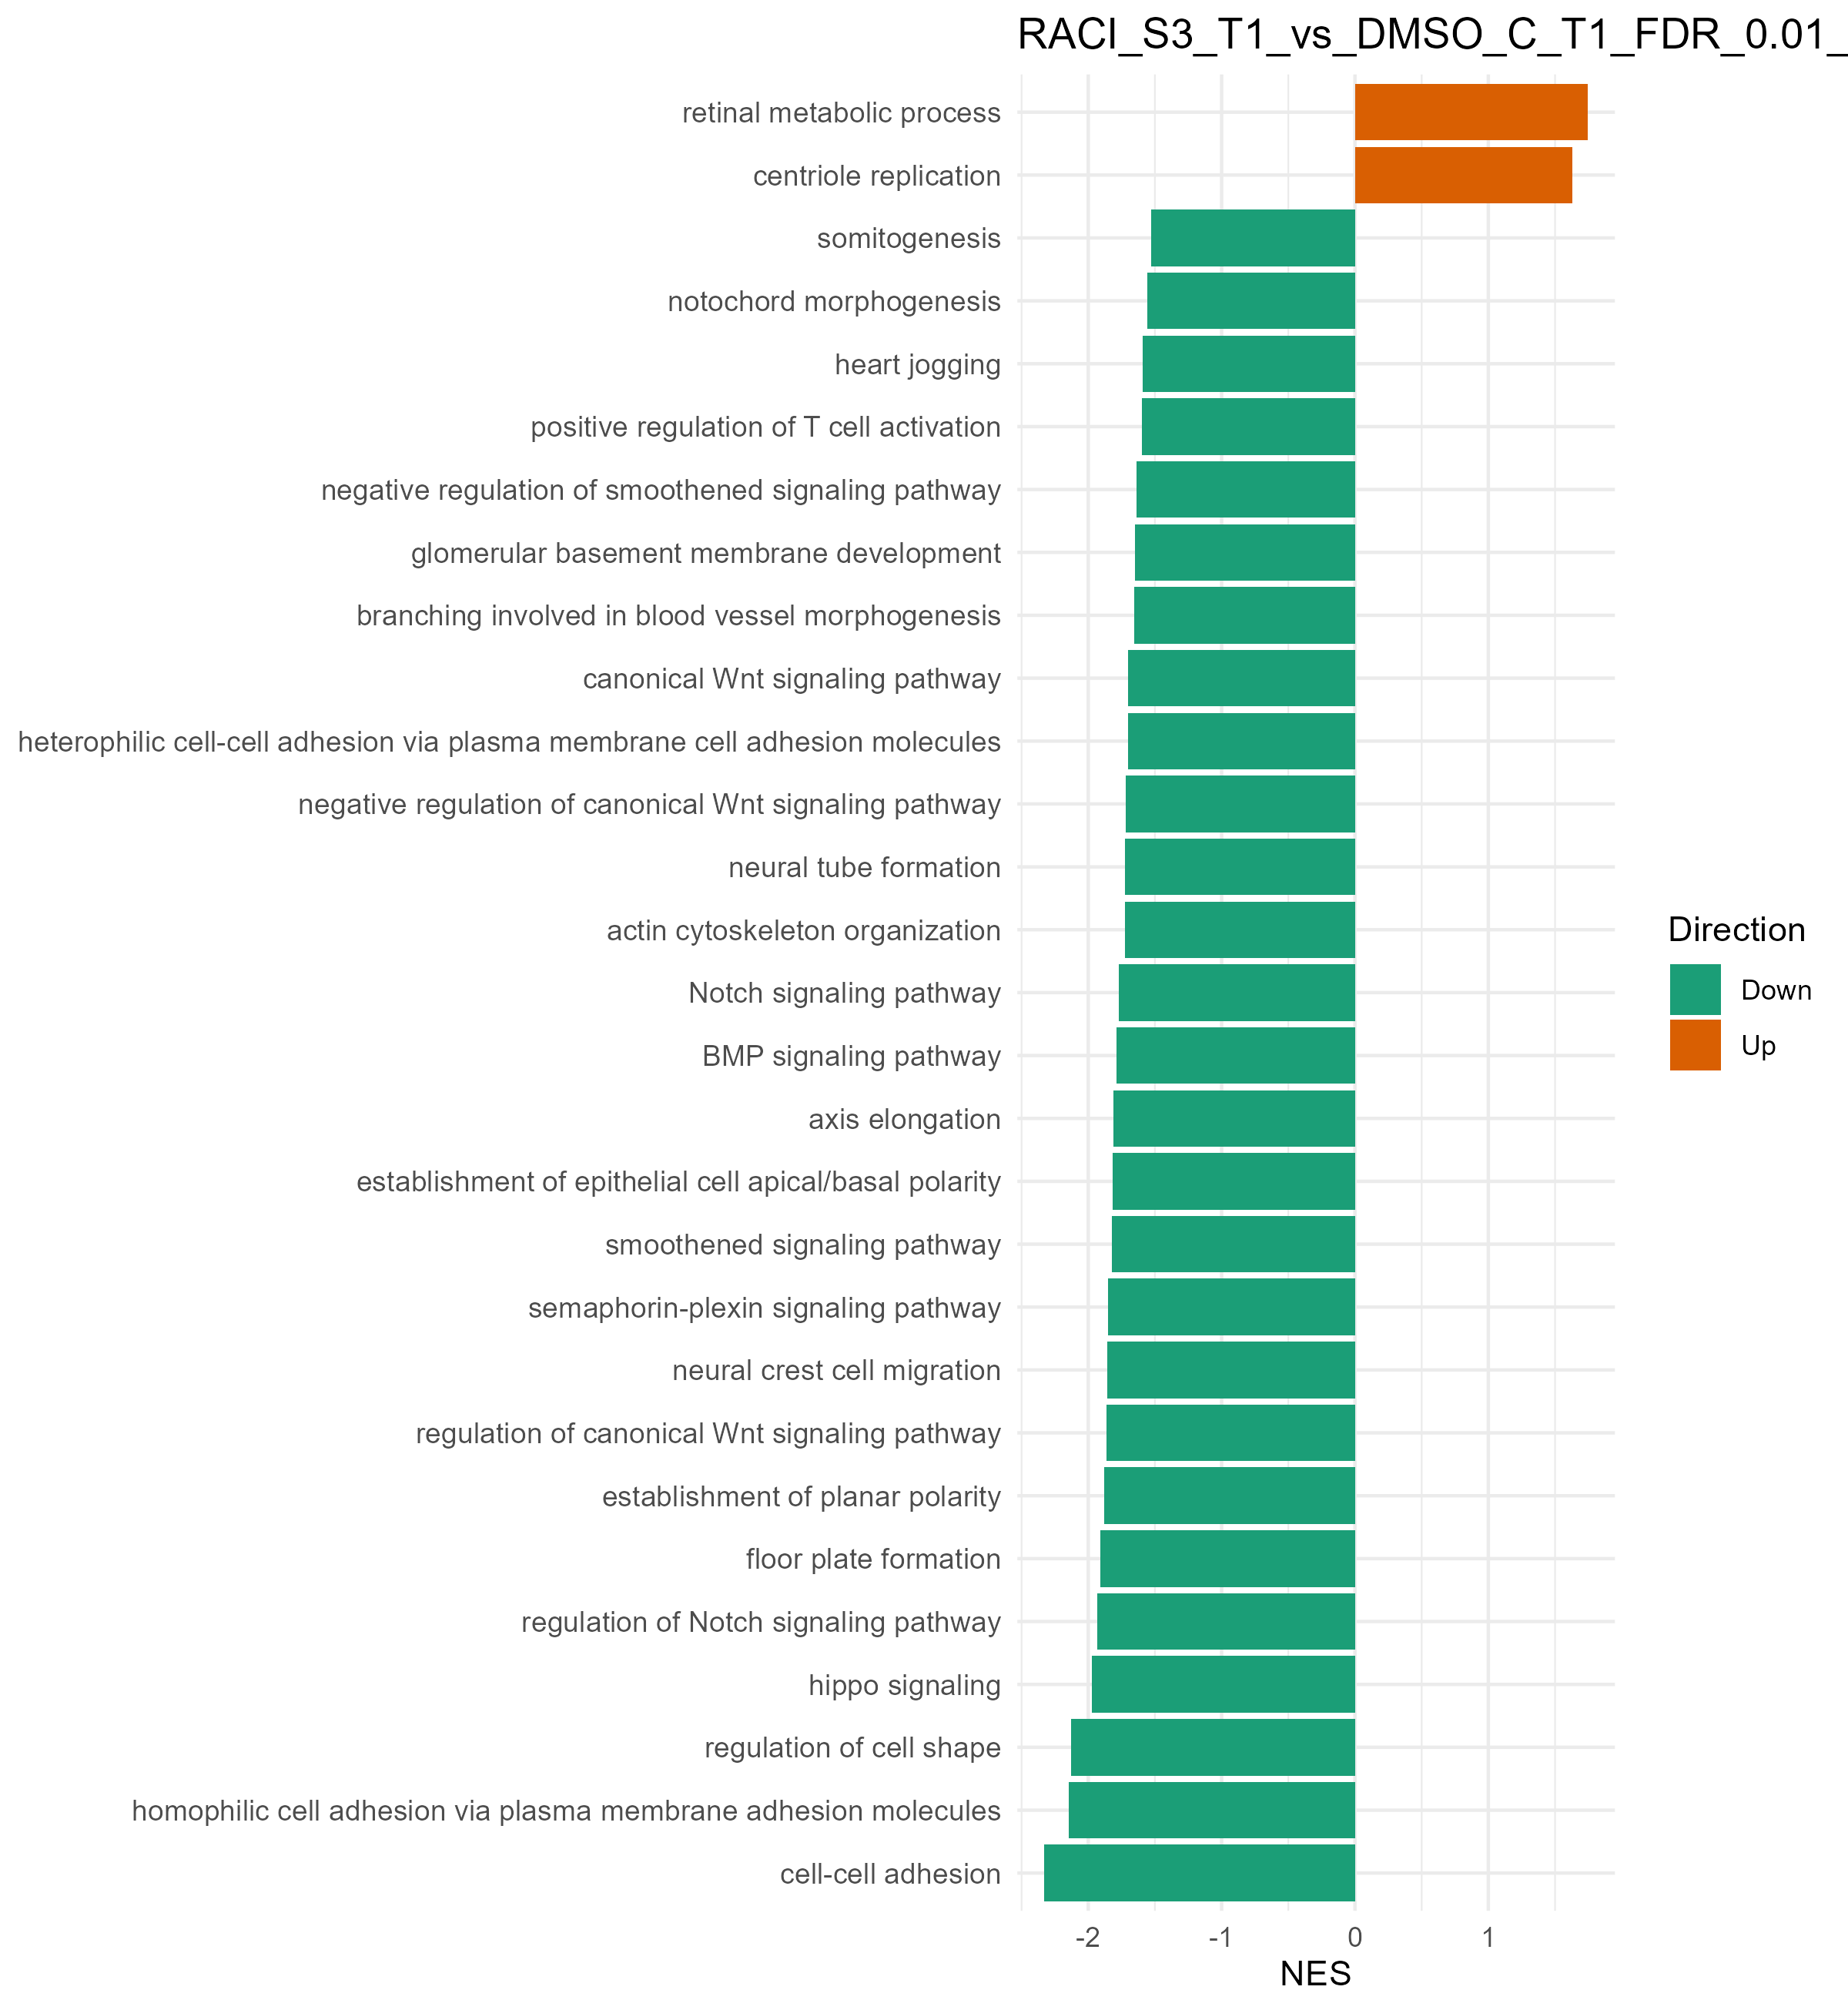 RACI_S3_T1_vs_DMSO_C_T1_FDR_0.01_
retinal metabolic process
centriole replication
somitogenesis
notochord morphogenesis
heart jogging
positive regulation of T cell activation
negative regulation of smoothened signaling pathway
glomerular basement membrane development
branching involved in blood vessel morphogenesis
canonical Wnt signaling pathway
heterophilic cell-cell adhesion via plasma membrane cell adhesion molecules
negative regulation of canonical Wnt signaling pathway
neural tube formation
actin cytoskeleton organization
Notch signaling pathway
BMP signaling pathway
axis elongation
establishment of epithelial cell apical/basal polarity
smoothened signaling pathway
semaphorin-plexin signaling pathway
neural crest cell migration
regulation of canonical Wnt signaling pathway
establishment of planar polarity
floor plate formation
regulation of Notch signaling pathway
hippo signaling
regulation of cell shape
homophilic cell adhesion via plasma membrane adhesion molecules
cell-cell adhesion
-2 -1 0 1
NES
Direction
Down
Up